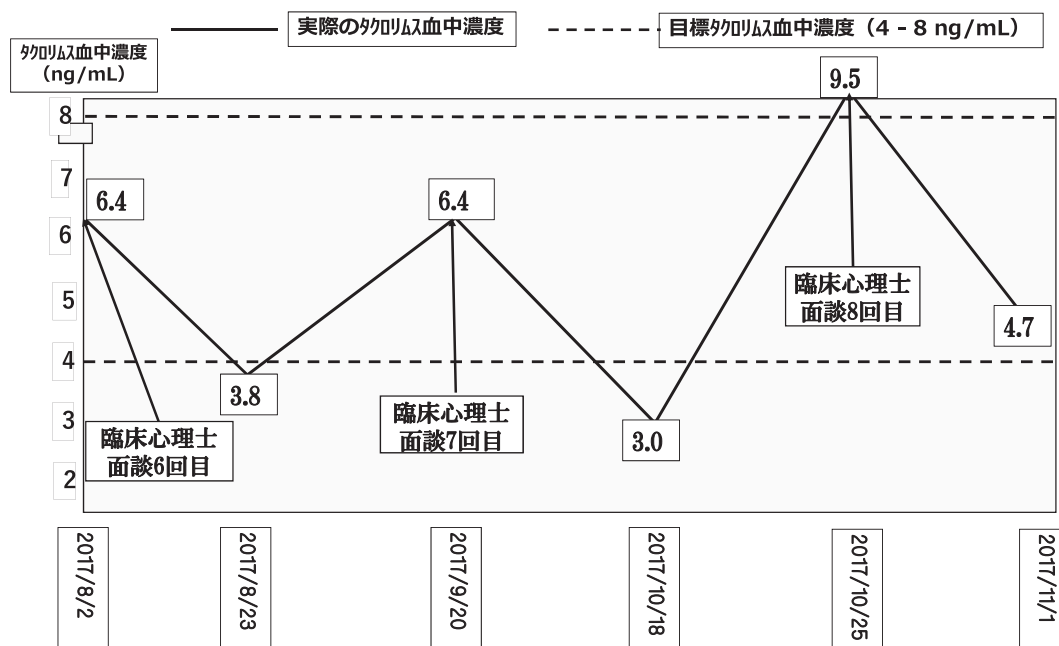 実際のﾀｸﾛﾘﾑｽ血中濃度
目標ﾀｸﾛﾘﾑｽ血中濃度（4 - 8 ng/mL）
ﾀｸﾛﾘﾑｽ血中濃度
（ng/mL）
8
7
6
5
4
3
2
6.4
3.8
6.4
3.0
9.5
4.7
臨床心理士
面談6回目
臨床心理士
面談7回目
臨床心理士
面談8回目
2017/8/2
2017/8/23
2017/9/20
2017/10/18
2017/10/25
2017/11/1